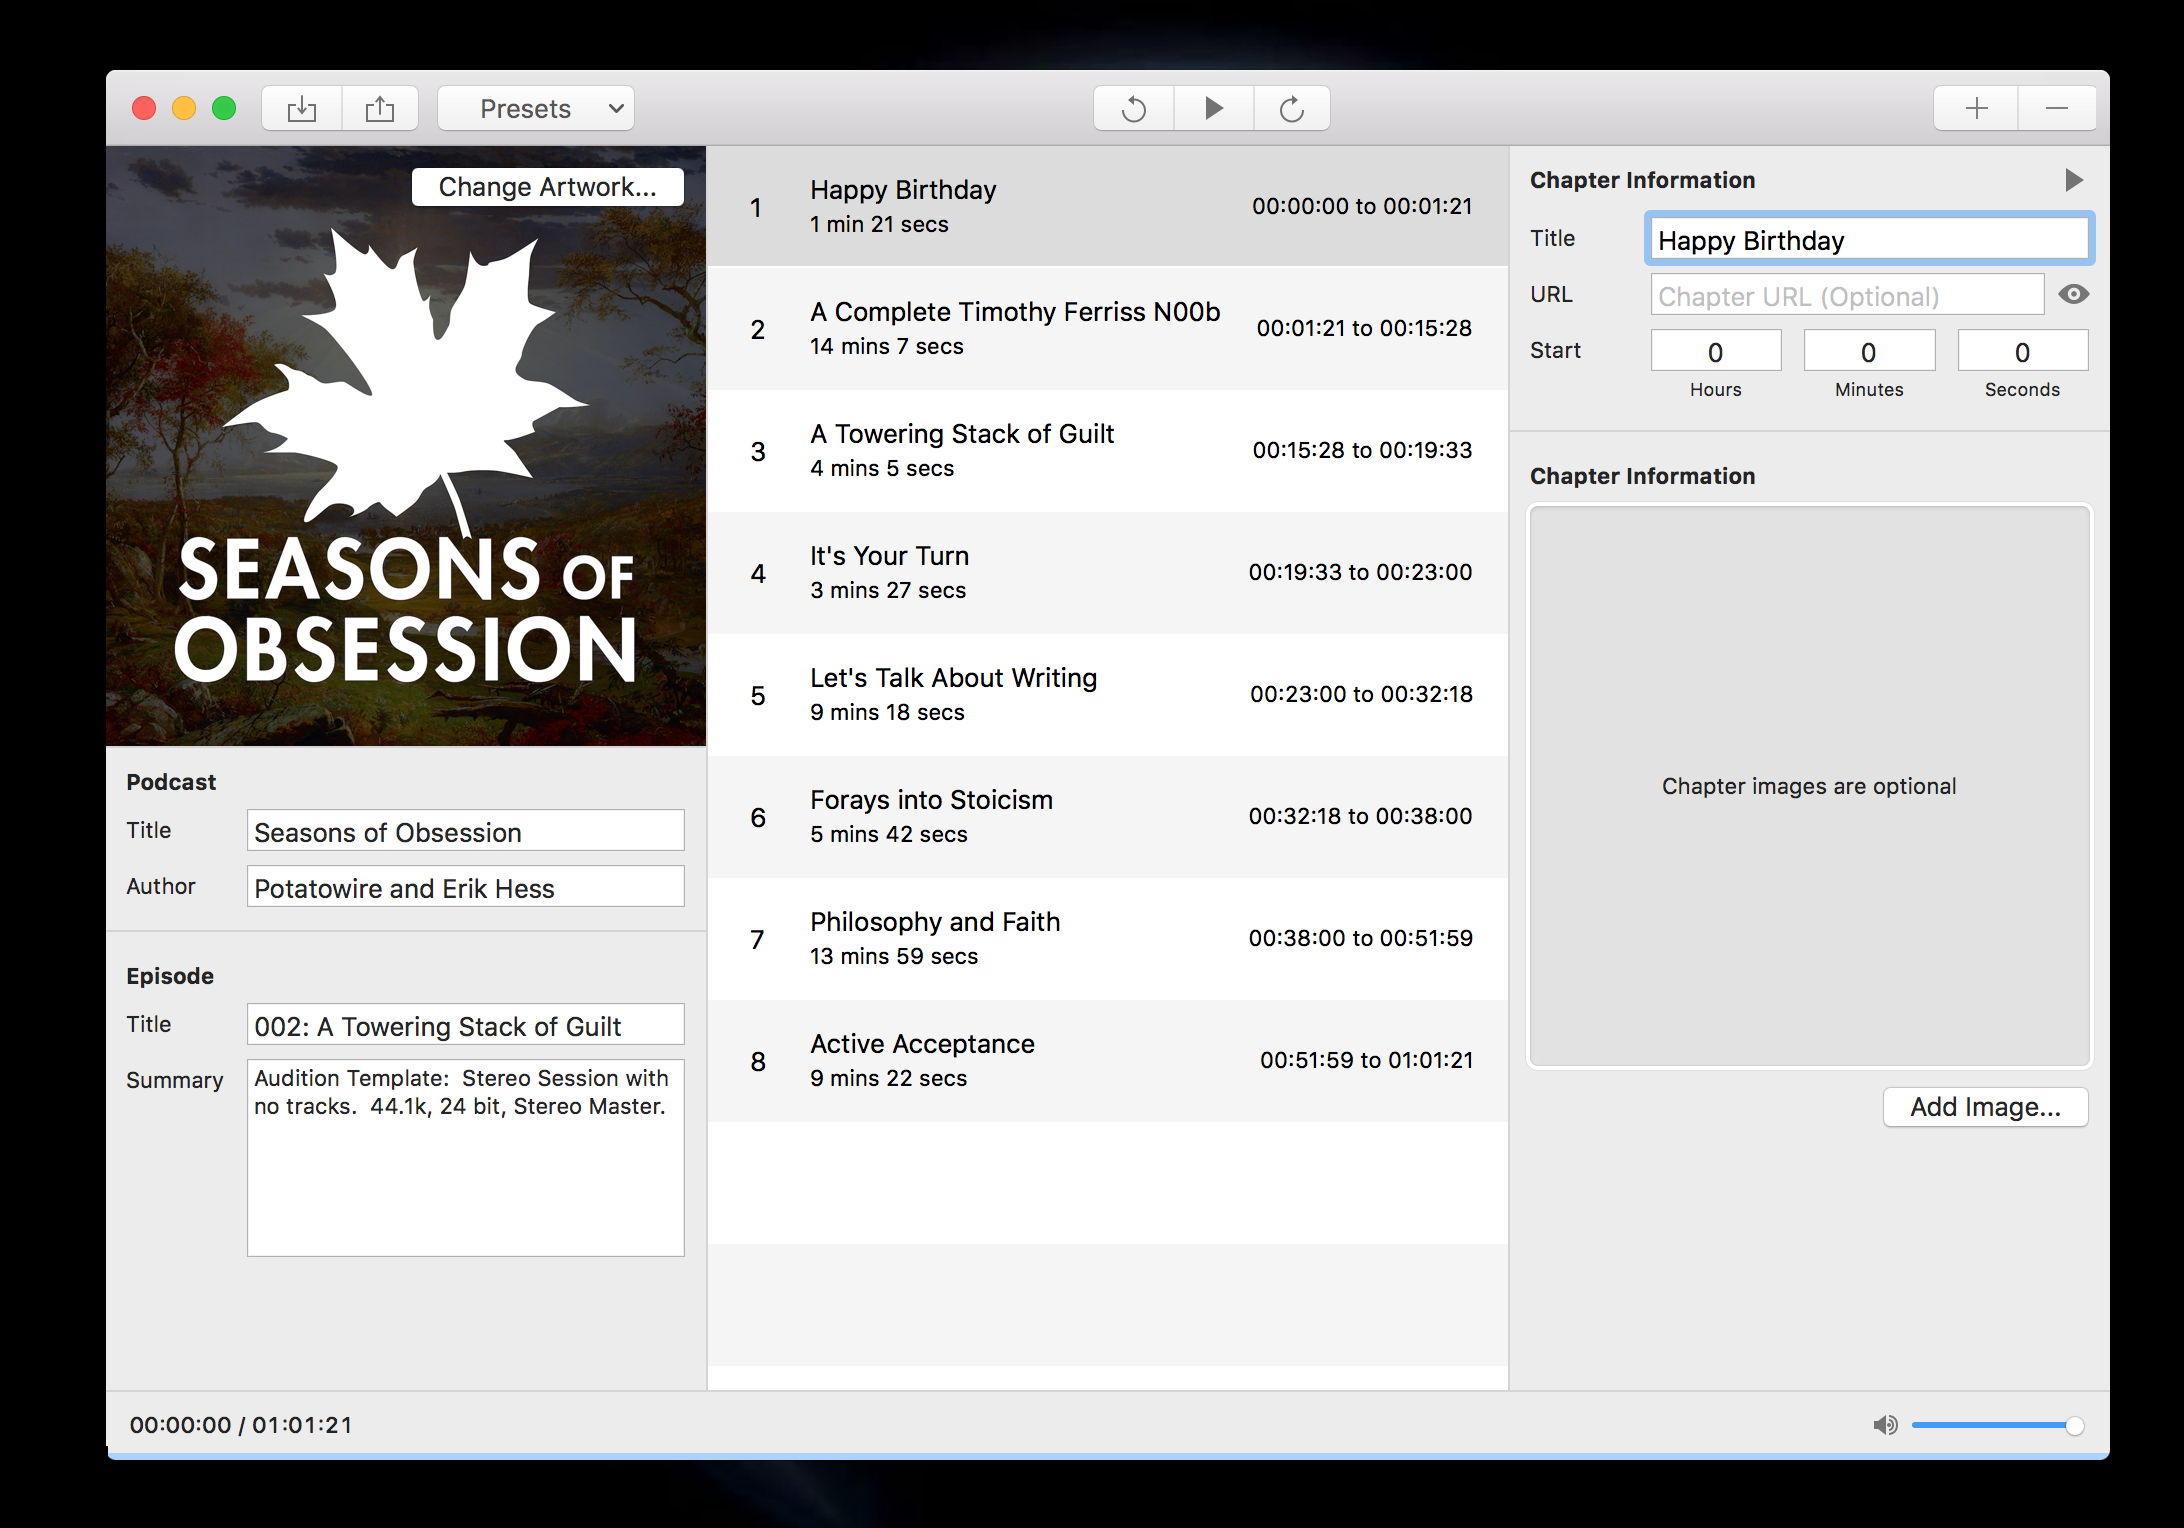 Presets
Change Artwork...
SEASONS OF
OBSESSION
Podcast
Title Seasons of Obsession
Author Potatowire and Erik Hess
Episode
Title 002: A Towering Stack of Guilt
Summary Audition Template:  Stereo Session with
no tracks.  44.1k, 24 bit, Stereo Master.
1 Happy Birthday 00:00:00 to 00:01:21
1 min 21 secs
2 A Complete Timothy Ferriss N00b 00:01:21 to 00:15:28
14 mins 7 secs
3 A Towering Stack of Guilt 00:15:28 to 00:19:33
4 mins 5 secs
4 It's Your Turn 00:19:33 to 00:23:00
3 mins 27 secs
5 Let's Talk About Writing 00:23:00 to 00:32:18
9 mins 18 secs
6 Forays into Stoicism 00:32:18 to 00:38:00
5 mins 42 secs
7 Philosophy and Faith 00:38:00 to 00:51:59
13 mins 59 secs
8 Active Acceptance 00:51:59 to 01:01:21
9 mins 22 secs
Chapter Information
Title Happy Birthday
URL Chapter URL (Optional)
Start 0 0 0
Hours Minutes Seconds
Chapter Information
Chapter images are optional
Add Image...
00:00:00 / 01:01:21